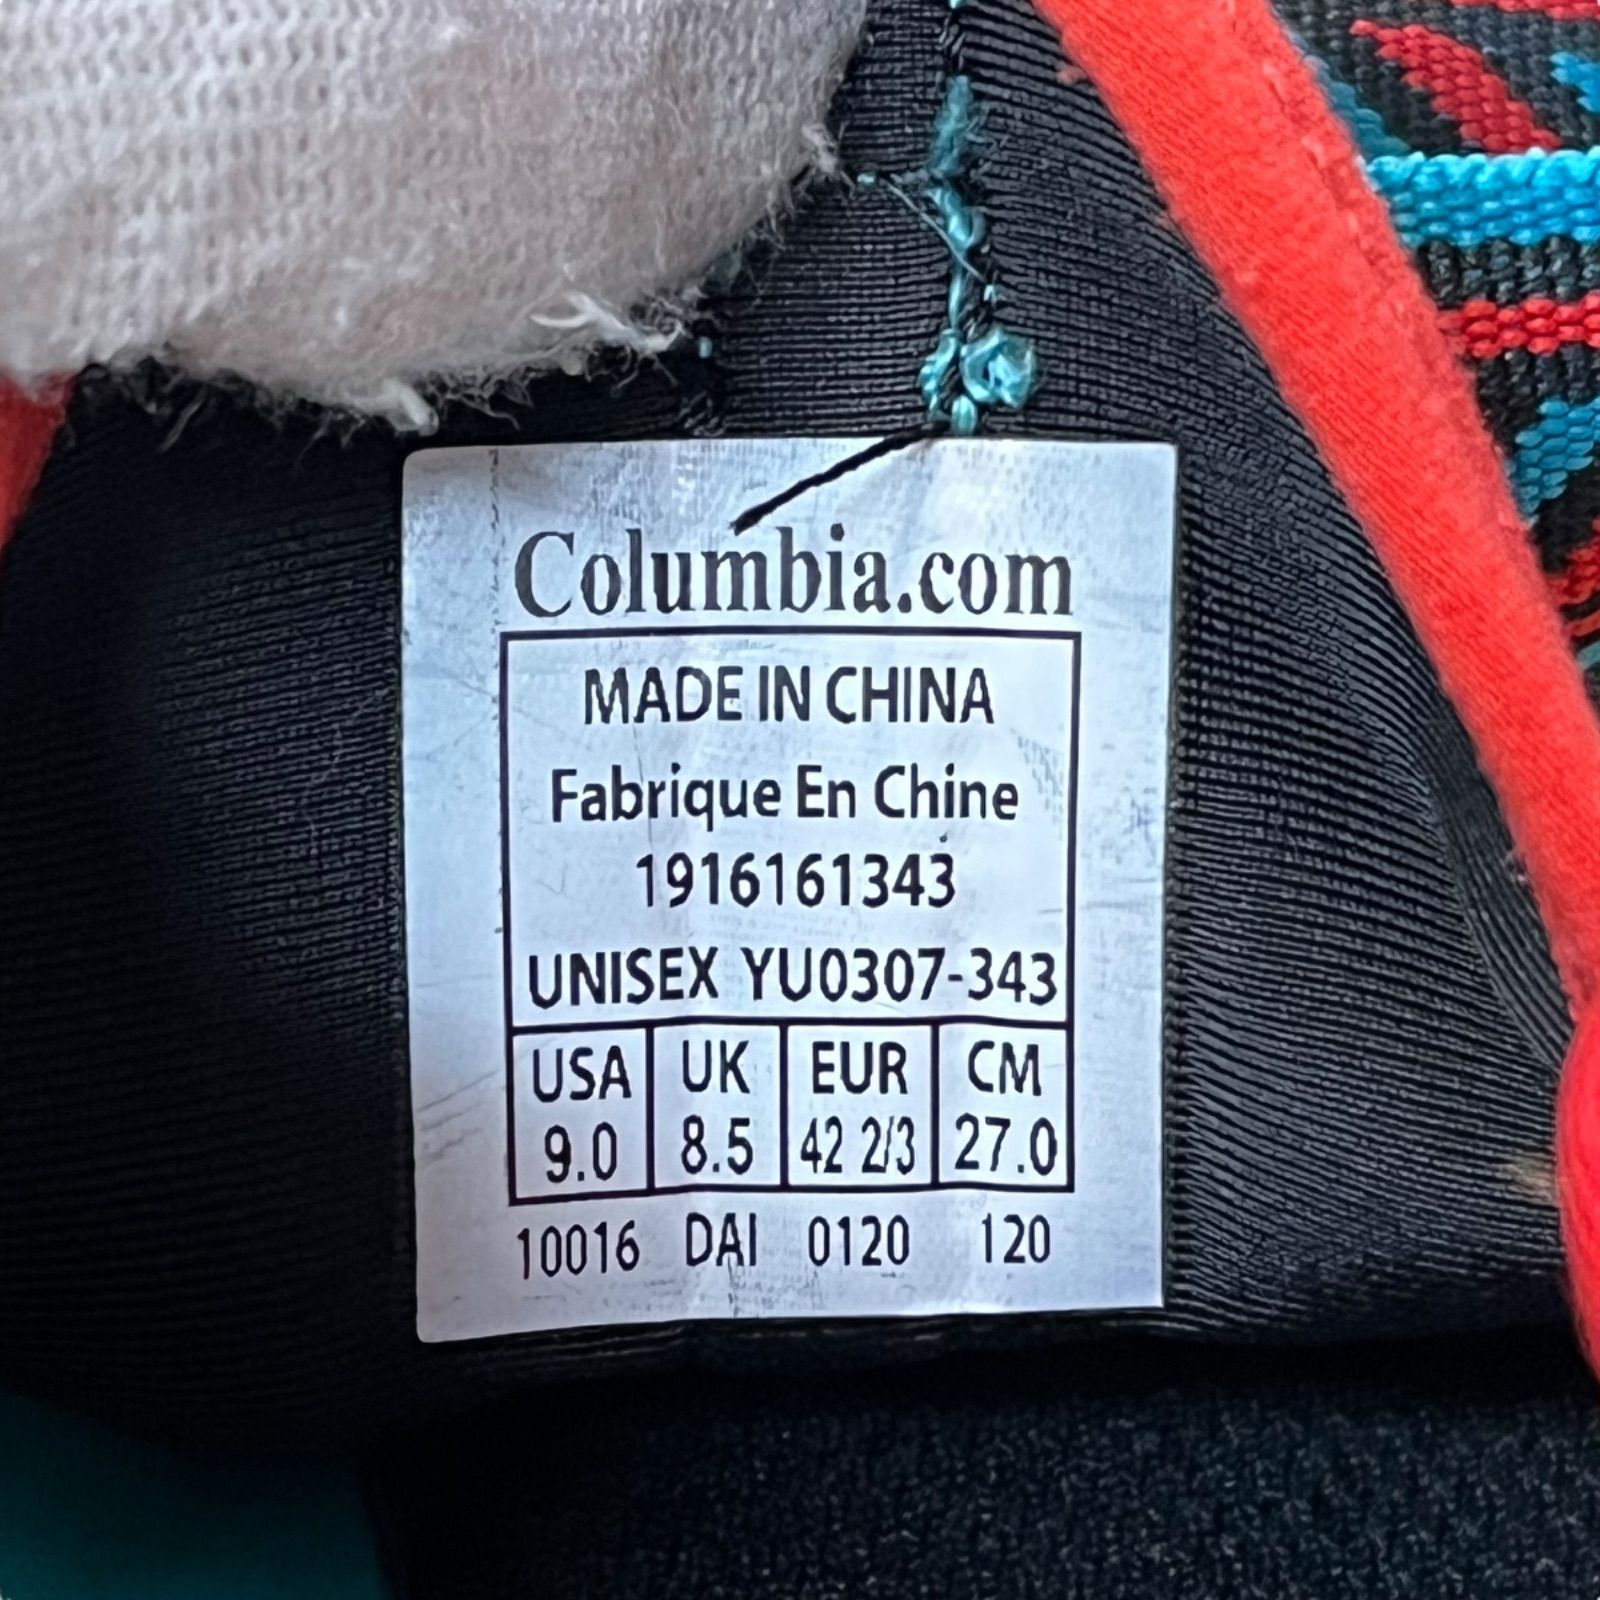 Columbia.com
MADE IN CHINA
Fabrique En Chine
1916161343
UNISEX YU0307-343
USA UK EUR CM
9.0 8.5 42 2/3 27.0
10016 DAI 0120 120